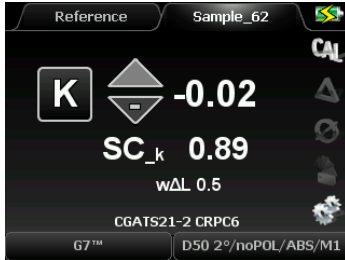 Reference Sample_62
CAL
K -0.02
SC_k 0.89
wΔL 0.5
CGATS21-2 CRPC6
G7™ D50 2°/noPOL/ABS/M1